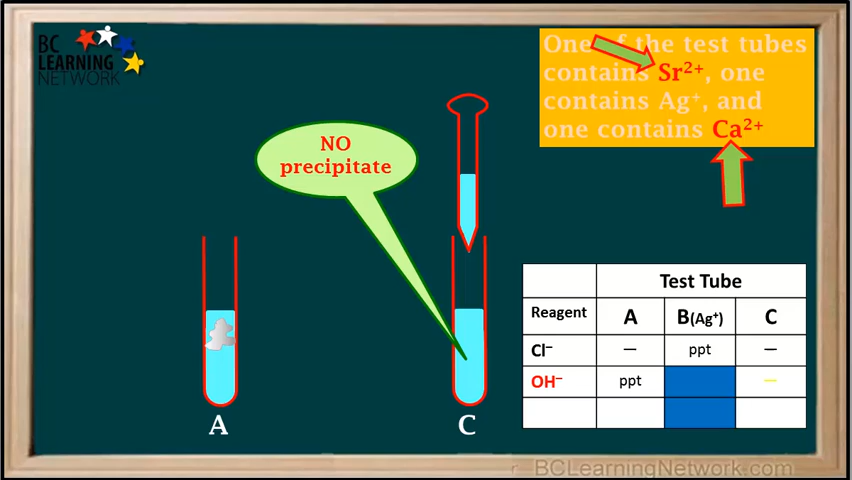 BC
LEARNING
NETWORK
One of the test tubes
contains Sr²⁺, one
contains Ag⁺, and
one contains Ca²⁺
NO
precipitate
A
C
Test Tube
Reagent A B(Ag⁺) C
Cl⁻ — ppt —
OH⁻ ppt —
BCLearningNetwork.com